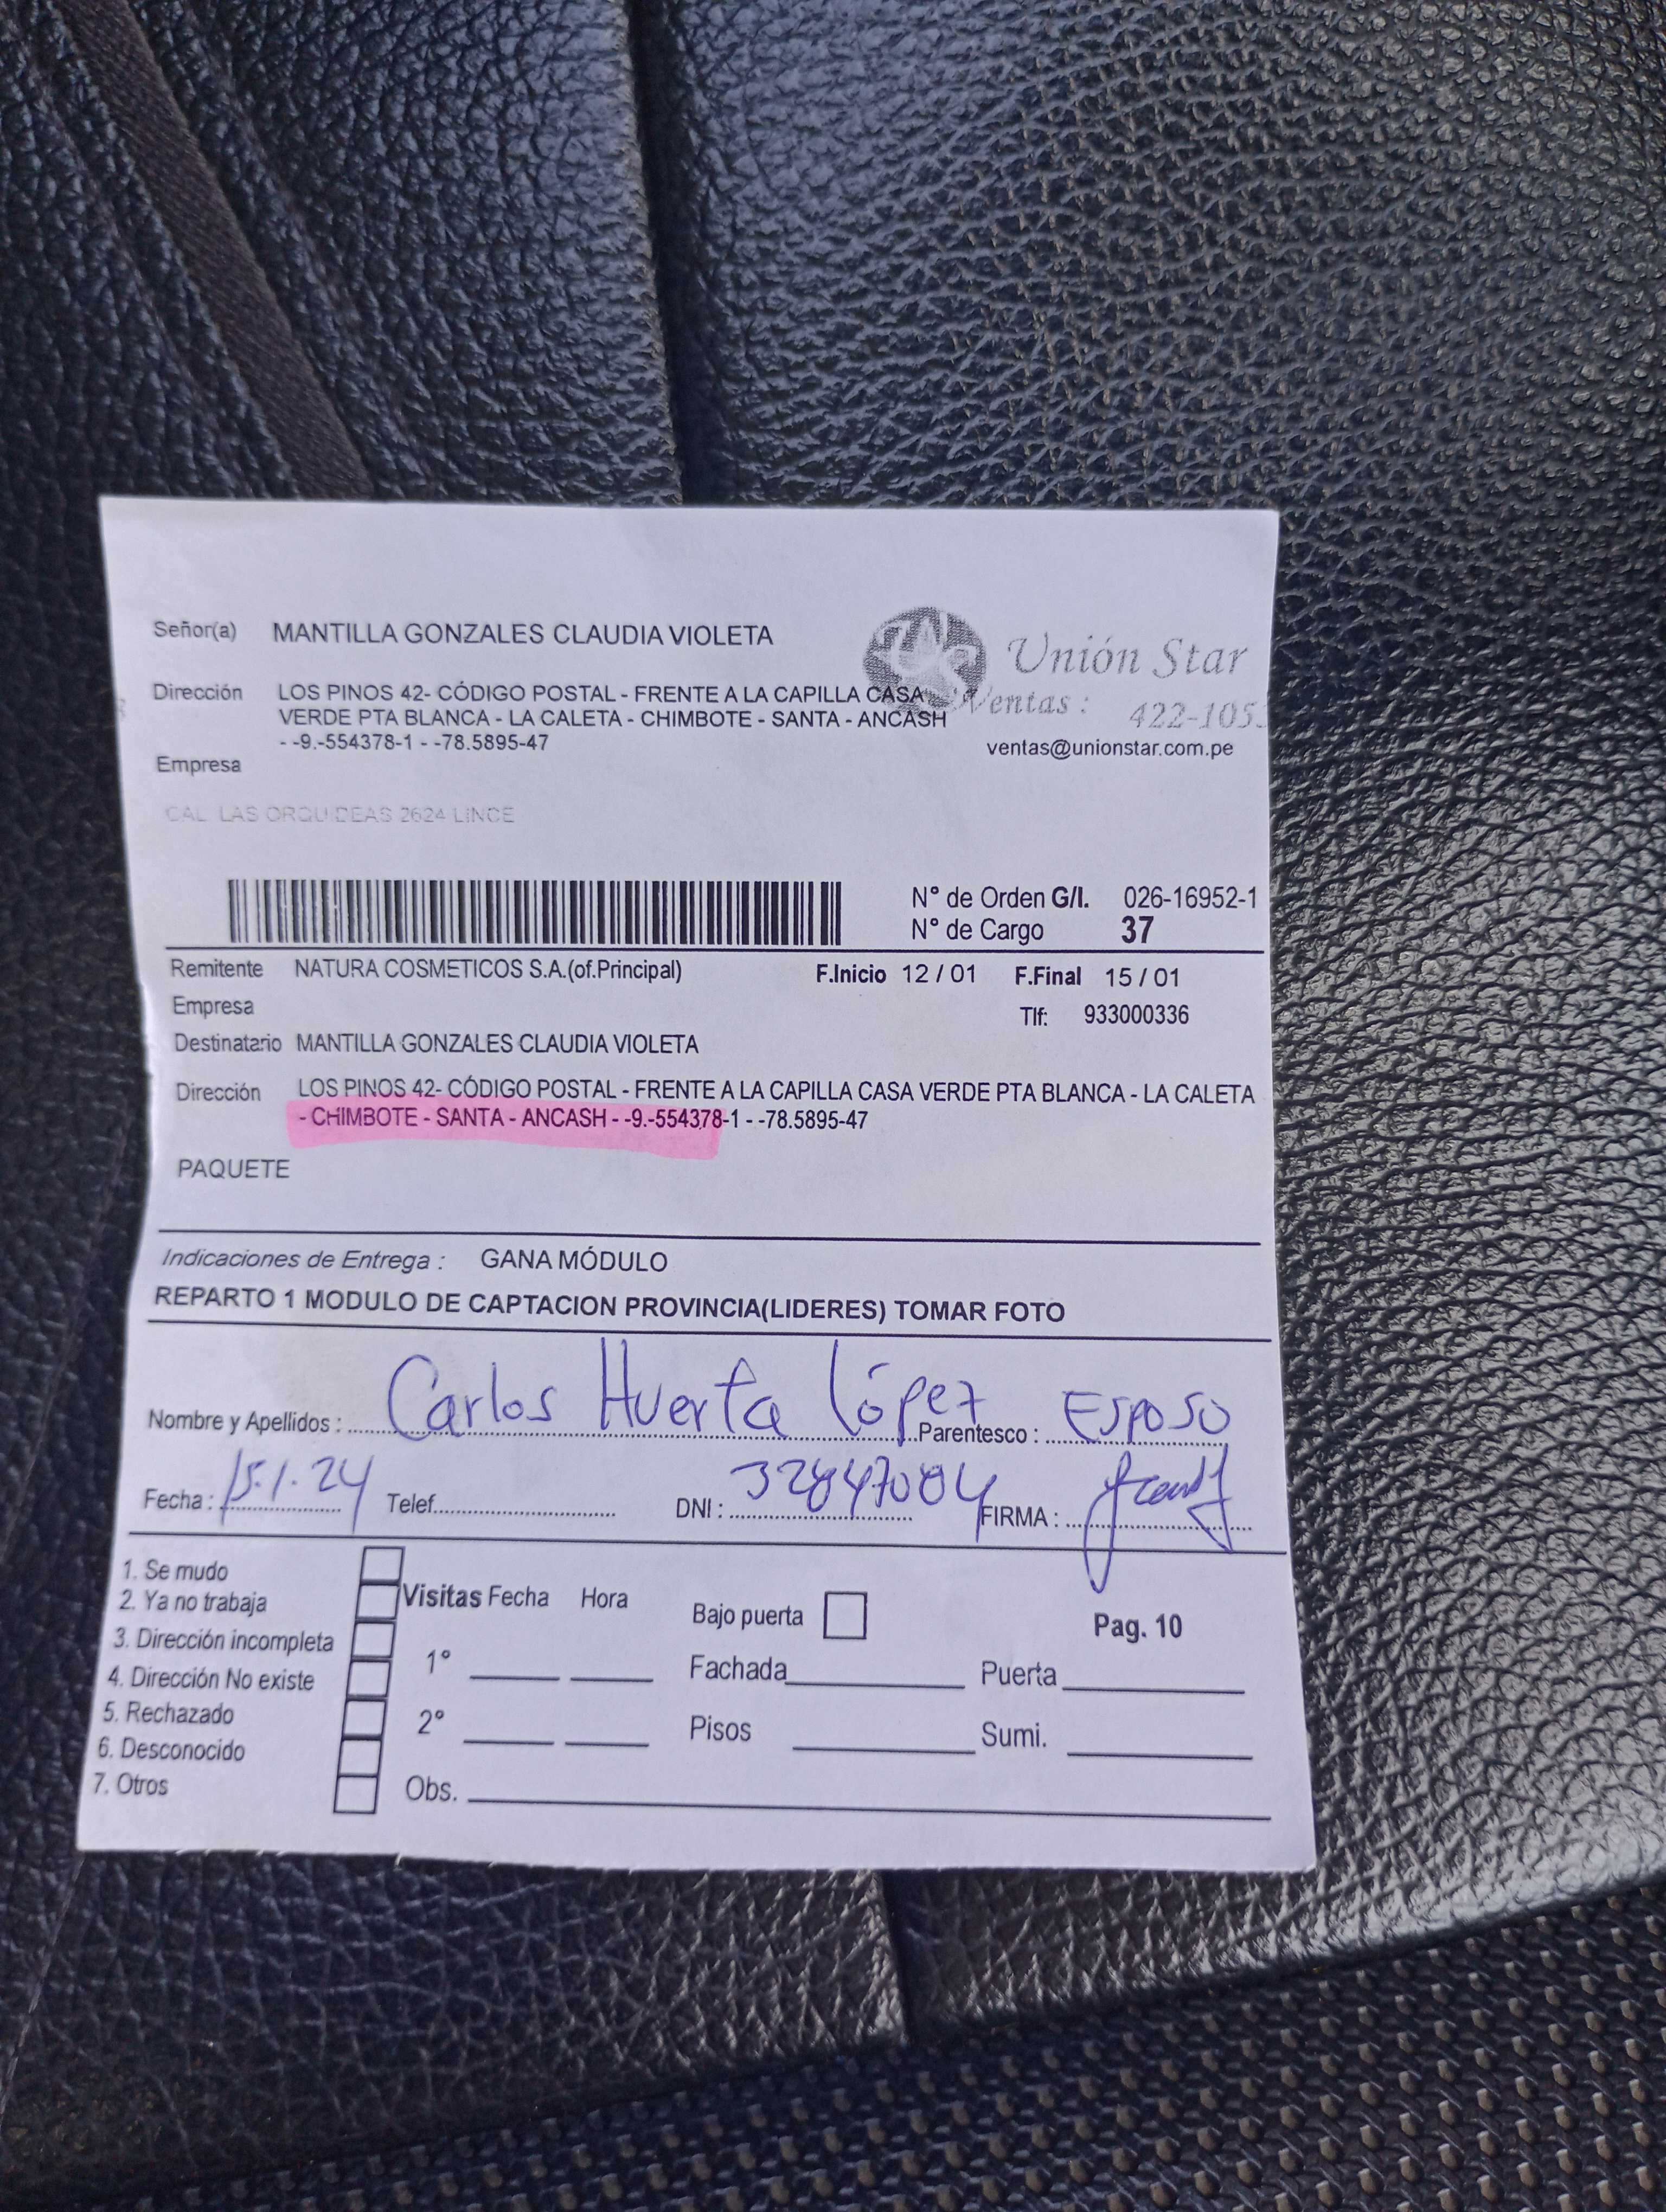 Señor(a) MANTILLA GONZALES CLAUDIA VIOLETA
Unión Star
Dirección LOS PINOS 42- CÓDIGO POSTAL - FRENTE A LA CAPILLA CASA
Ventas : 422-105
VERDE PTA BLANCA - LA CALETA - CHIMBOTE - SANTA - ANCASH
- -9.-554378-1 - -78.5895-47
ventas@unionstar.com.pe
Empresa
CAL LAS ORQUIDEAS 2624 LINCE
N° de Orden G/I. 026-16952-1
N° de Cargo 37
Remitente NATURA COSMETICOS S.A.(of.Principal) F.Inicio 12 / 01 F.Final 15 / 01
Empresa Tlf: 933000336
Destinatario MANTILLA GONZALES CLAUDIA VIOLETA
Dirección LOS PINOS 42- CÓDIGO POSTAL - FRENTE A LA CAPILLA CASA VERDE PTA BLANCA - LA CALETA
- CHIMBOTE - SANTA - ANCASH - -9.-554378-1 - -78.5895-47
PAQUETE
Indicaciones de Entrega : GANA MÓDULO
REPARTO 1 MODULO DE CAPTACION PROVINCIA(LIDERES) TOMAR FOTO
Nombre y Apellidos : Carlos Huerta López Parentesco : Esposo
Fecha : 15.1.24 Telef. DNI : 32847084 FIRMA :
1. Se mudo
2. Ya no trabaja
3. Dirección incompleta
4. Dirección No existe
5. Rechazado
6. Desconocido
7. Otros
Visitas Fecha Hora
1°
2°
Obs.
Bajo puerta
Pag. 10
Fachada Puerta
Pisos Sumi.